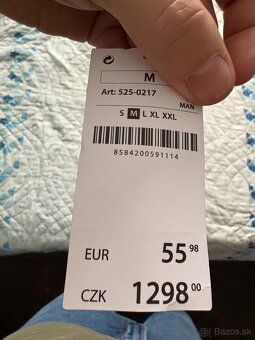 M
Art: 525-0217
MAN
S M L XL XXL
8584200591114
EUR 55 98
CZK 1298 00
Bazos.sk